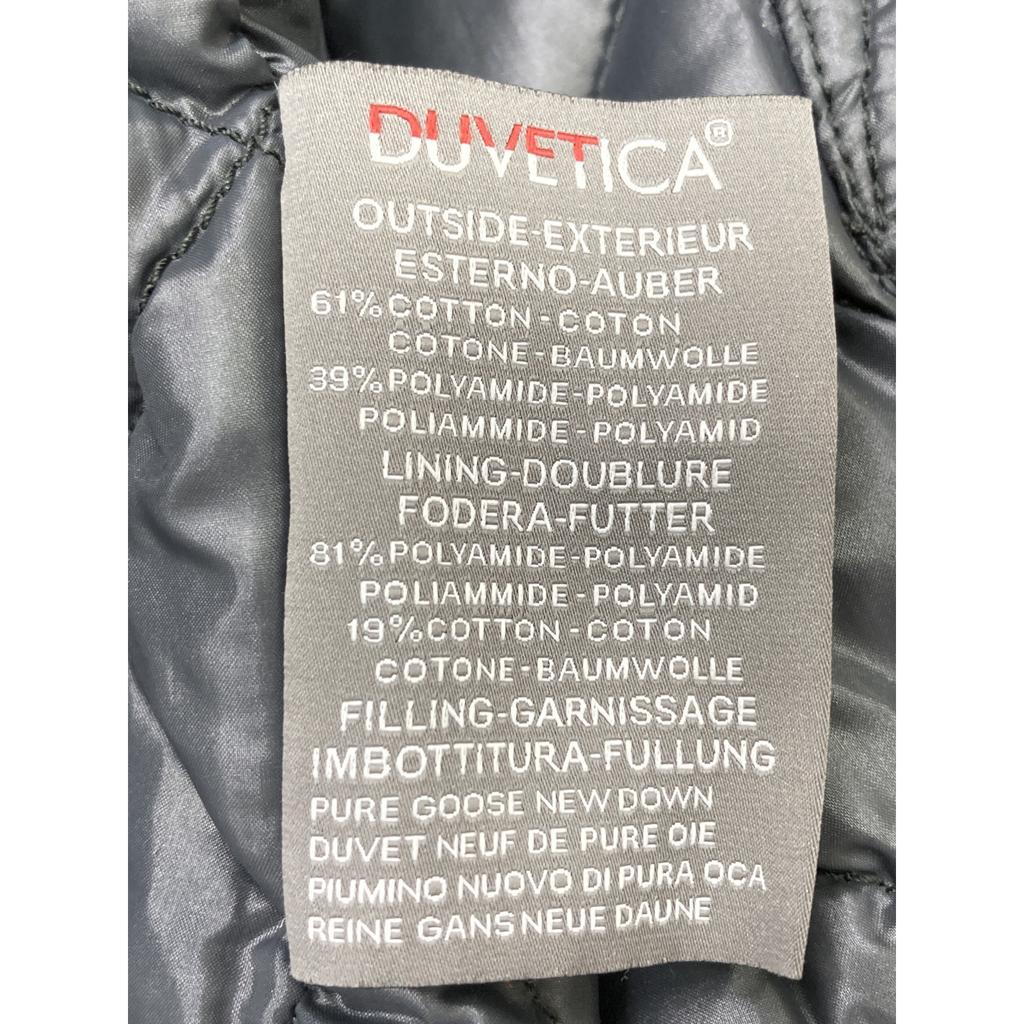 DUVETICA®
OUTSIDE-EXTERIEUR
ESTERNO-AUBER
61% COTTON-COTON
COTONE-BAUMWOLLE
39% POLYAMIDE-POLYAMIDE
POLIAMMIDE-POLYAMID
LINING-DOUBLURE
FODERA-FUTTER
81% POLYAMIDE-POLYAMIDE
POLIAMMIDE-POLYAMID
19% COTTON-COTON
COTONE-BAUMWOLLE
FILLING-GARNISSAGE
IMBOTTITURA-FULLUNG
PURE GOOSE NEW DOWN
DUVET NEUF DE PURE OIE
PIUMINO NUOVO DI PURA OCA
REINE GANS NEUE DAUNE